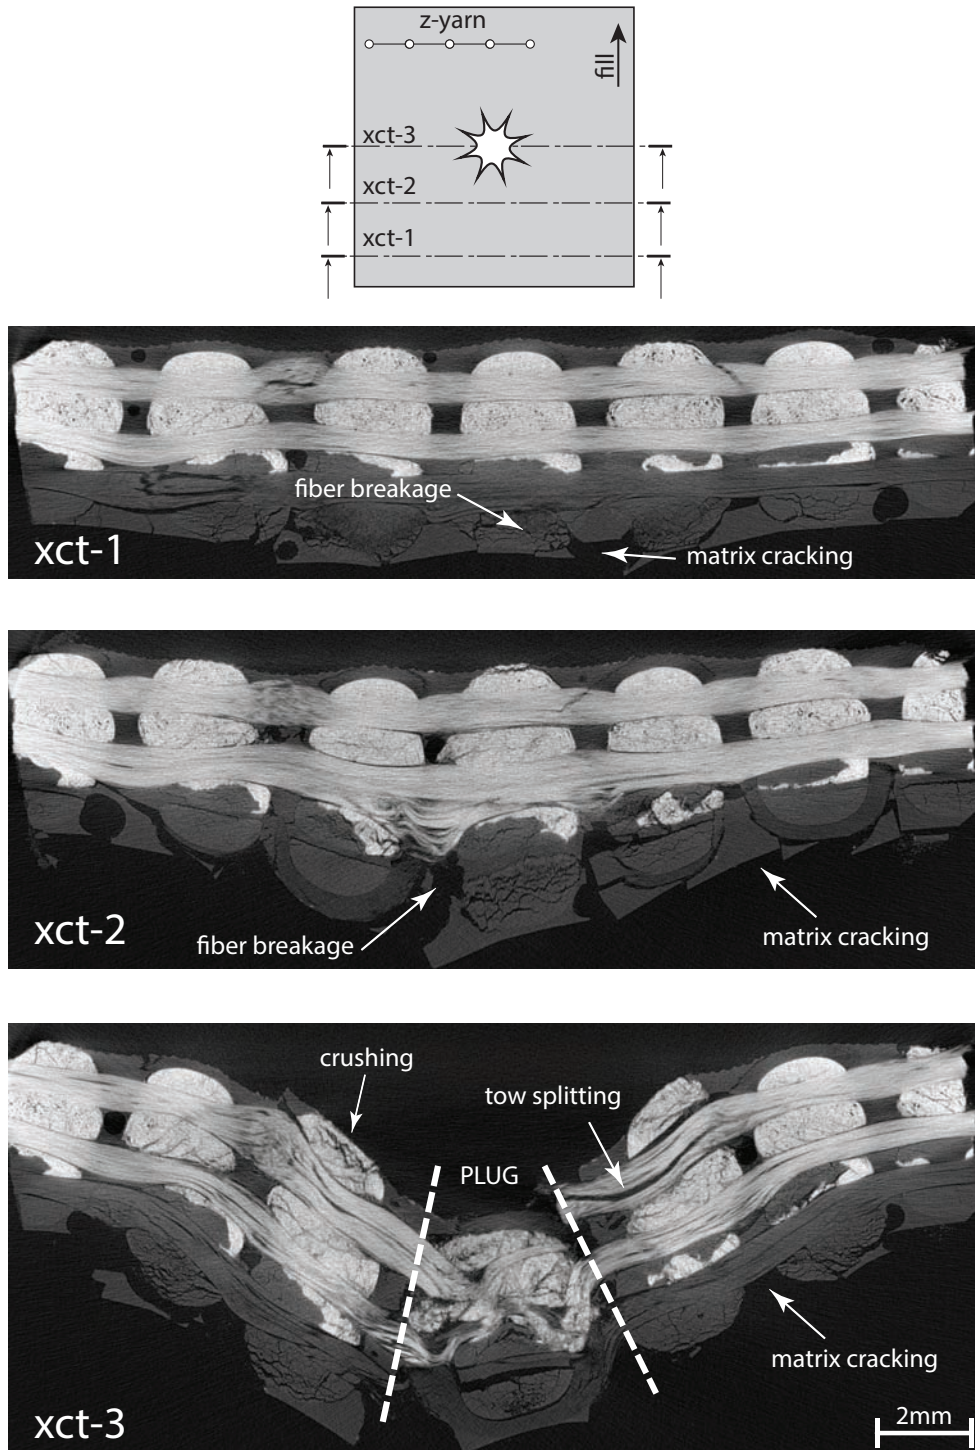 z-yarn
fill
xct-3
xct-2
xct-1
fiber breakage
matrix cracking
xct-1
xct-2
fiber breakage
matrix cracking
crushing
tow splitting
PLUG
matrix cracking
xct-3
2mm